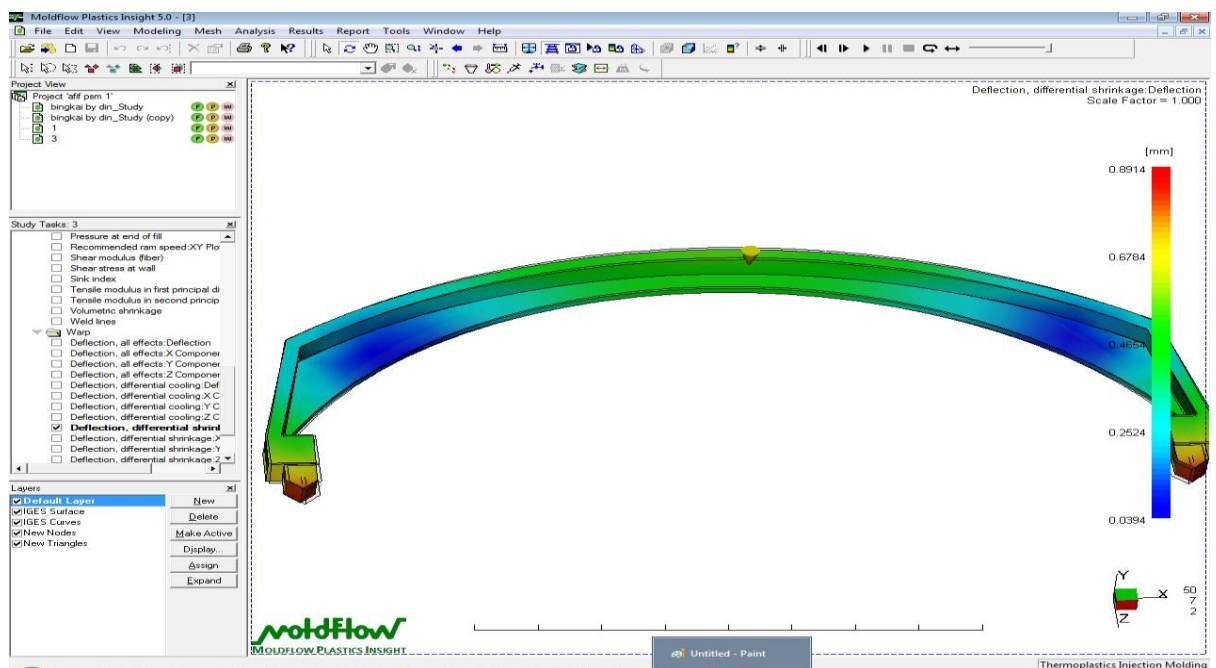 Moldflow Plastics Insight 5.0 - [3]
File Edit View Modeling Mesh Analysis Results Report Tools Window Help
Project View
Project 'afif psm 1'
bingkai by din_Study
bingkai by din_Study (copy)
1
3
Study Tasks: 3
Pressure at end of fill
Recommended ram speed:XY Plo
Shear modulus (fiber)
Shear stress at wall
Sink index
Tensile modulus in first principal di
Tensile modulus in second princip
Volumetric shrinkage
Weld lines
Warp
Deflection, all effects:Deflection
Deflection, all effects:X Componer
Deflection, all effects:Y Componer
Deflection, all effects:Z Componer
Deflection, differential cooling:Defl
Deflection, differential cooling:X C
Deflection, differential cooling:Y C
Deflection, differential cooling:Z C
Deflection, differential shrinl
Deflection, differential shrinkage:X
Deflection, differential shrinkage:Y
Deflection, differential shrinkage:Z
Layers
Default Layer
IGES Surface
IGES Curves
New Nodes
New Triangles
New
Delete
Make Active
Display...
Assign
Expand
Deflection, differential shrinkage:Deflection
Scale Factor = 1.000
[mm]
0.8914
0.6784
0.4654
0.2524
0.0394
Y
X
Z
50
7
2
moldflow
MOLDFLOW PLASTICS INSIGHT
Untitled - Paint
Thermoplastics Injection Molding